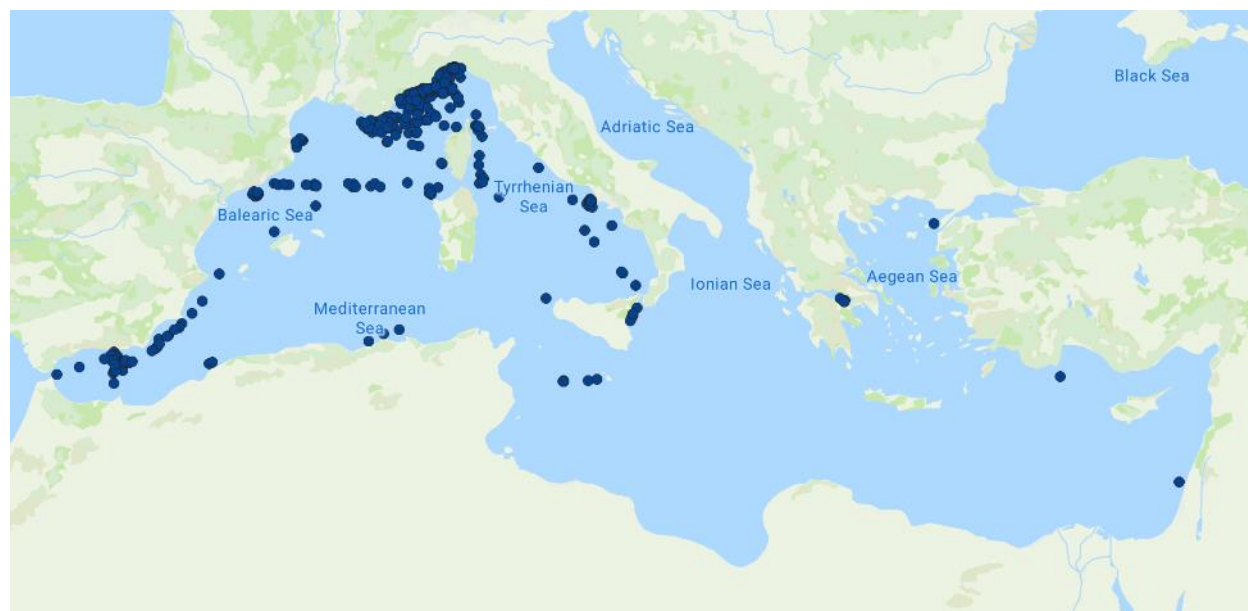 Black Sea
Adriatic Sea
Tyrrhenian
Sea
Balearic Sea
Aegean Sea
Ionian Sea
Mediterranean
Sea